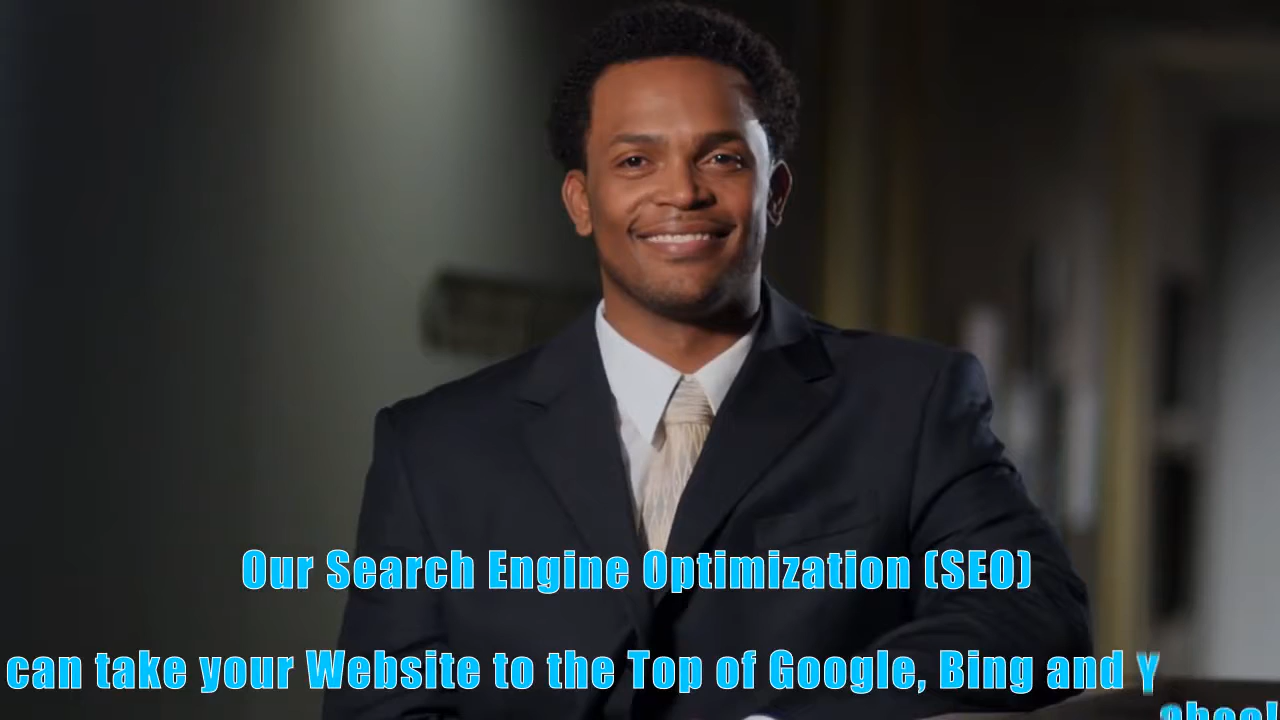 Our Search Engine Optimization (SEO)
can take your Website to the Top of Google, Bing and Y